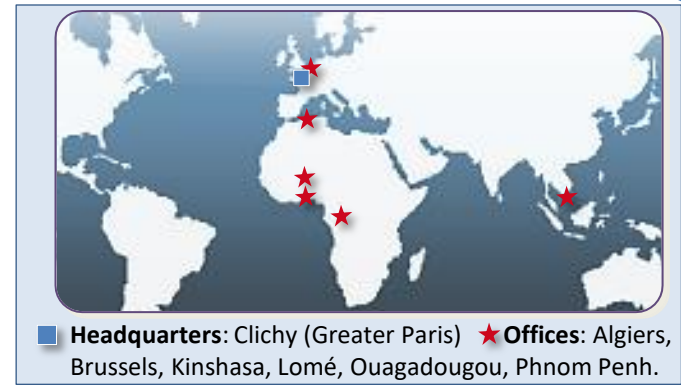 Headquarters: Clichy (Greater Paris) Offices: Algiers,
Brussels, Kinshasa, Lomé, Ouagadougou, Phnom Penh.